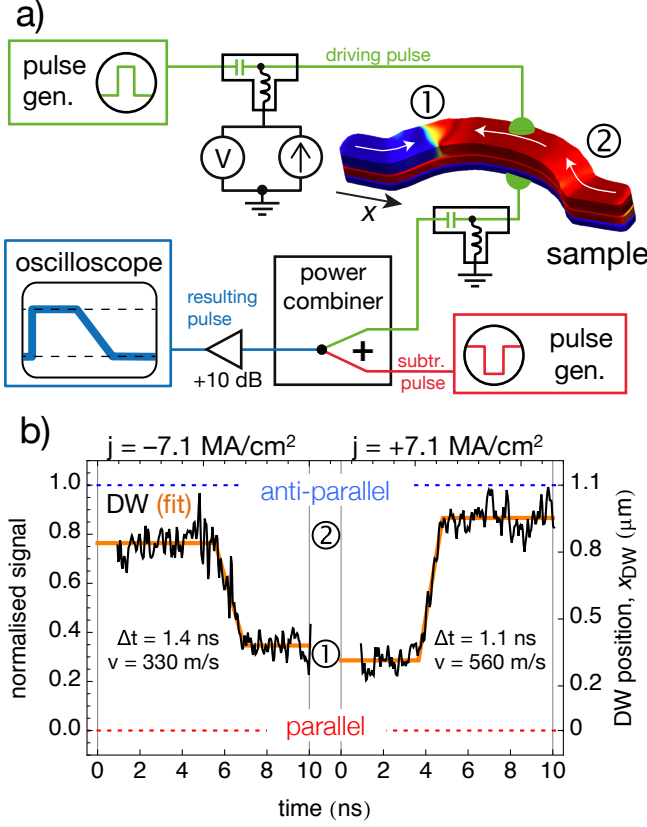 a)
pulse
gen.
driving pulse
①
②
V
x
sample
oscilloscope
resulting
pulse
+10 dB
power
combiner
+
subtr.
pulse
pulse
gen.
b)
j = −7.1 MA/cm²
j = +7.1 MA/cm²
normalised signal
1.0
0.8
0.6
0.4
0.2
0.0
DW (fit)
anti-parallel
②
①
Δt = 1.4 ns
v = 330 m/s
Δt = 1.1 ns
v = 560 m/s
parallel
1.1
0.8
0.5
0.3
0
DW position, xDW (μm)
0 2 4 6 8 10
0 2 4 6 8 10
time (ns)